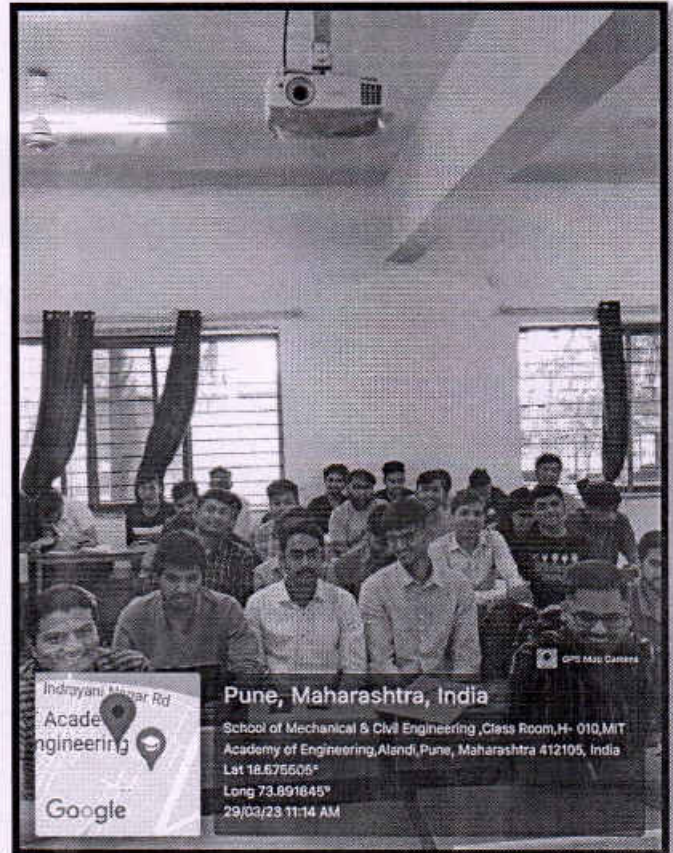 GPS Map Camera
Indrayani Nagar Rd
Acade
ngineering
Google
Pune, Maharashtra, India
School of Mechanical & Civil Engineering ,Class Room,H- 010,MIT
Academy of Engineering,Alandi,Pune, Maharashtra 412105, India
Lat 18.675505°
Long 73.891845°
29/03/23 11:14 AM